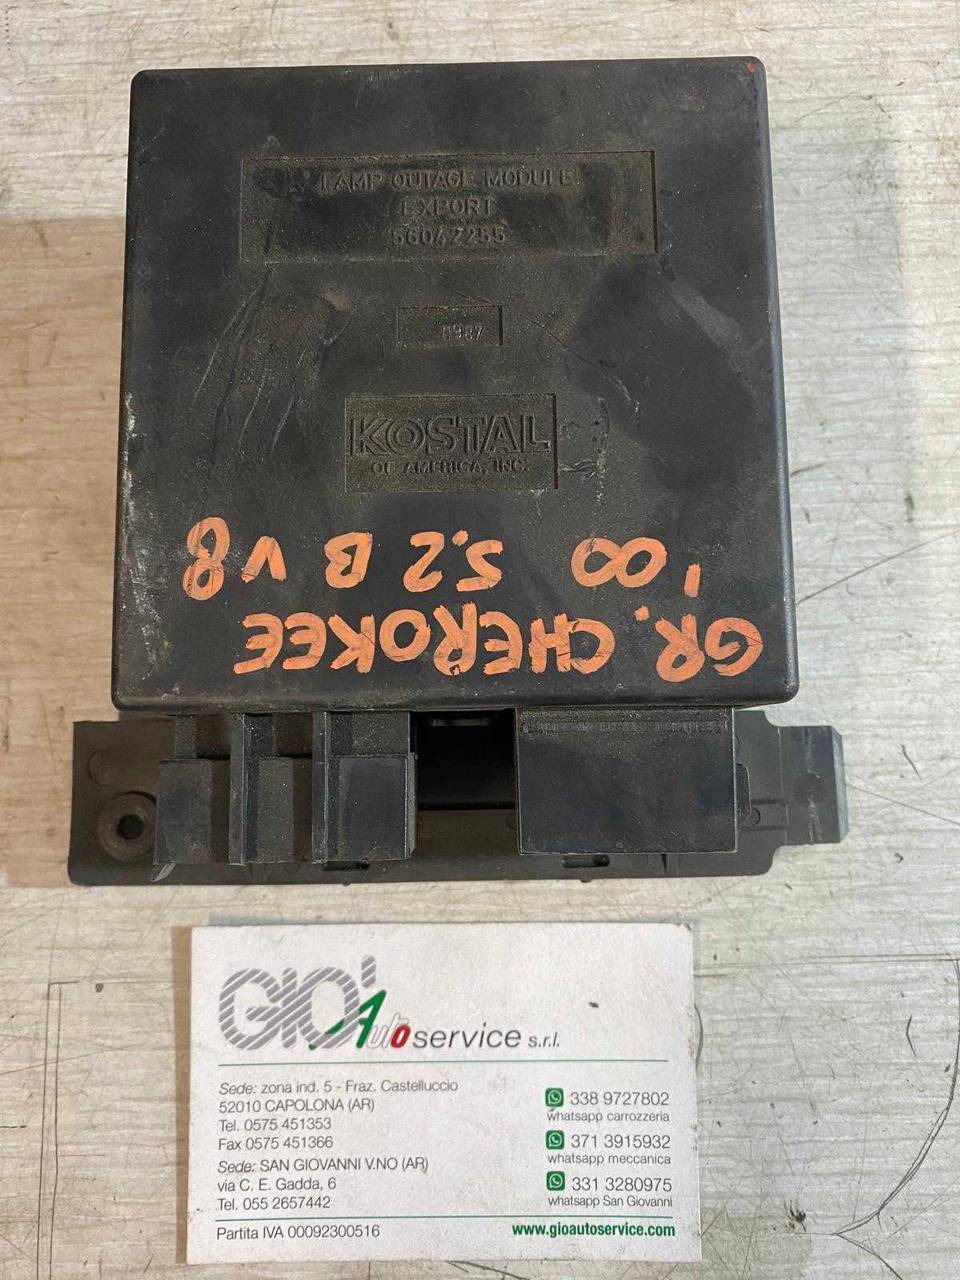 LAMP OUTAGE MODULE
EXPORT
56047255
KOSTAL
OF AMERICA, INC.
GR. CHEROKEE
'00 5.2 B V8
GIO' Auto service s.r.l.
Sede: zona ind. 5 - Fraz. Castelluccio
52010 CAPOLONA (AR)
Tel. 0575 451353
Fax 0575 451366
Sede: SAN GIOVANNI V.NO (AR)
via C. E. Gadda, 6
Tel. 055 2657442
338 9727802
whatsapp carrozzeria
371 3915932
whatsapp meccanica
331 3280975
whatsapp San Giovanni
Partita IVA 00092300516
www.gioautoservice.com